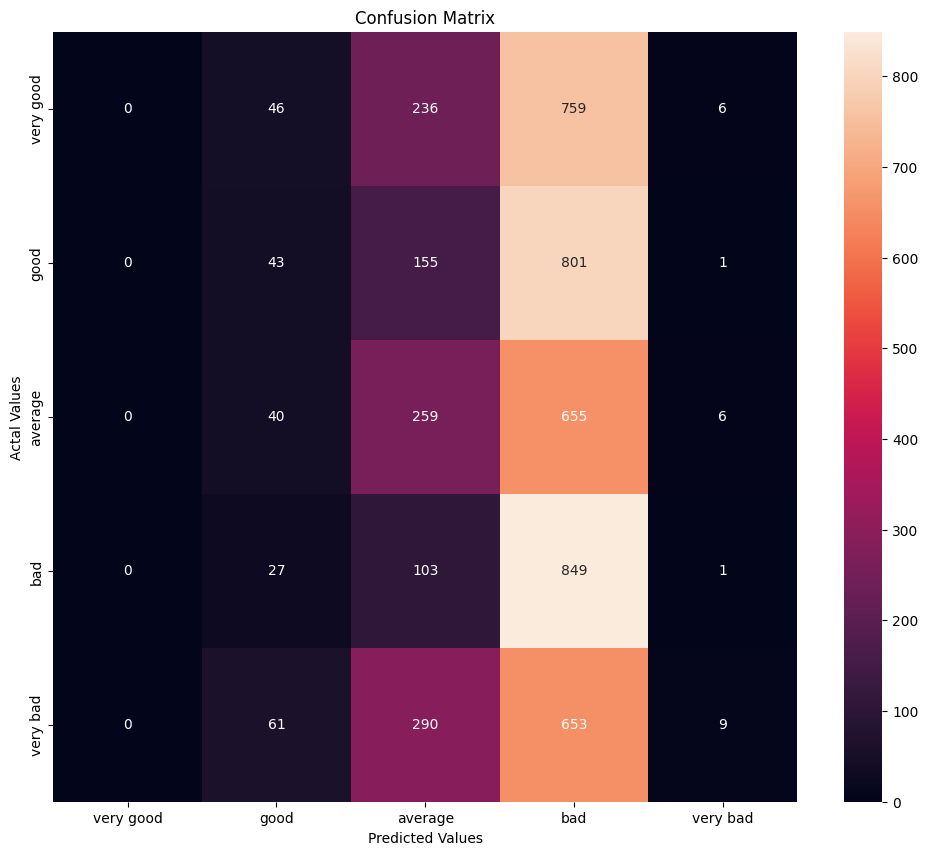 Confusion Matrix
very good
0 46 236 759 6
good
0 43 155 801 1
average
0 40 259 655 6
bad
0 27 103 849 1
very bad
0 61 290 653 9
Actal Values
very good good average bad very bad
Predicted Values
800
700
600
500
400
300
200
100
0